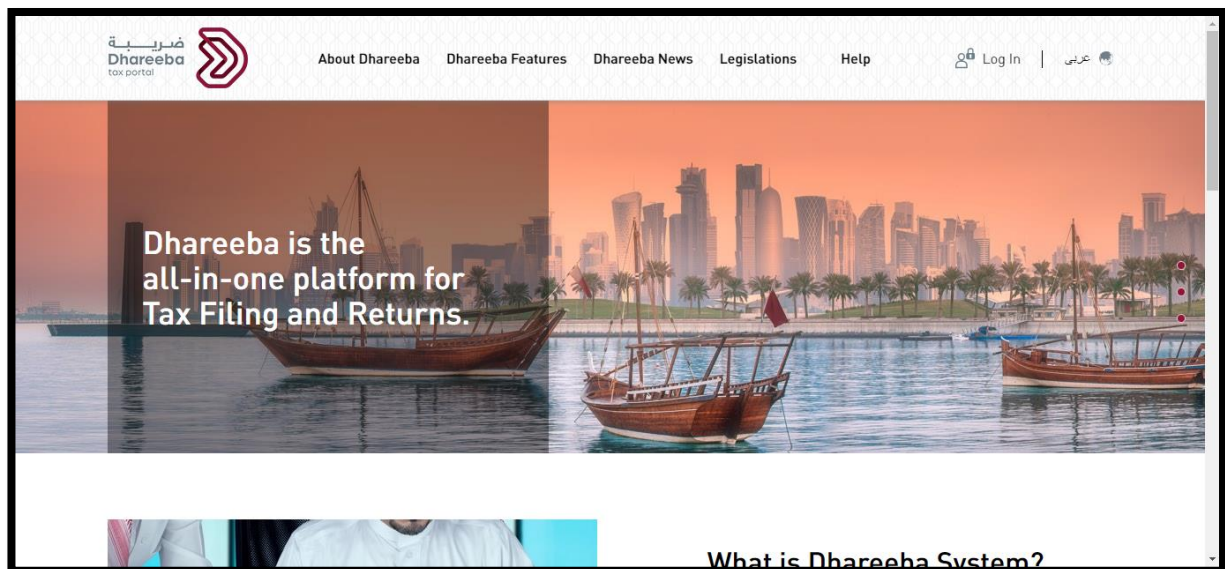 ضريبة
Dhareeba
tax portal
About Dhareeba
Dhareeba Features
Dhareeba News
Legislations
Help
Log In
عربى
Dhareeba is the
all-in-one platform for
Tax Filing and Returns.
What is Dhareeba System?